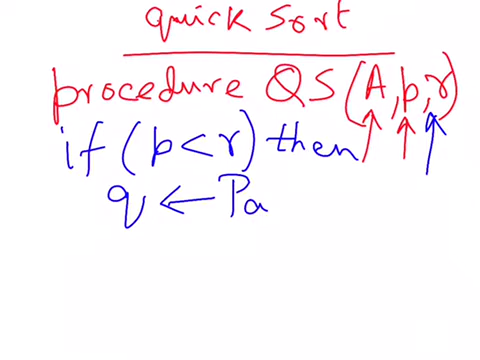 quick sort
procedure QS (A, p, r)
if (p < r) then
q ← Pa